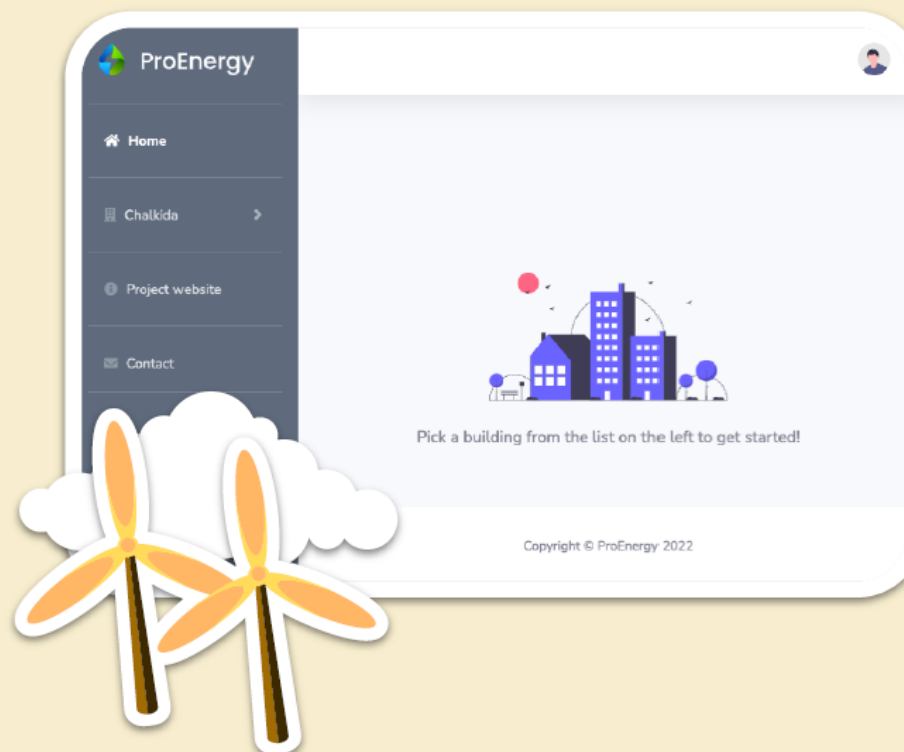 ProEnergy
Home
Chalkida
Project website
Contact
Pick a building from the list on the left to get started!
Copyright © ProEnergy 2022